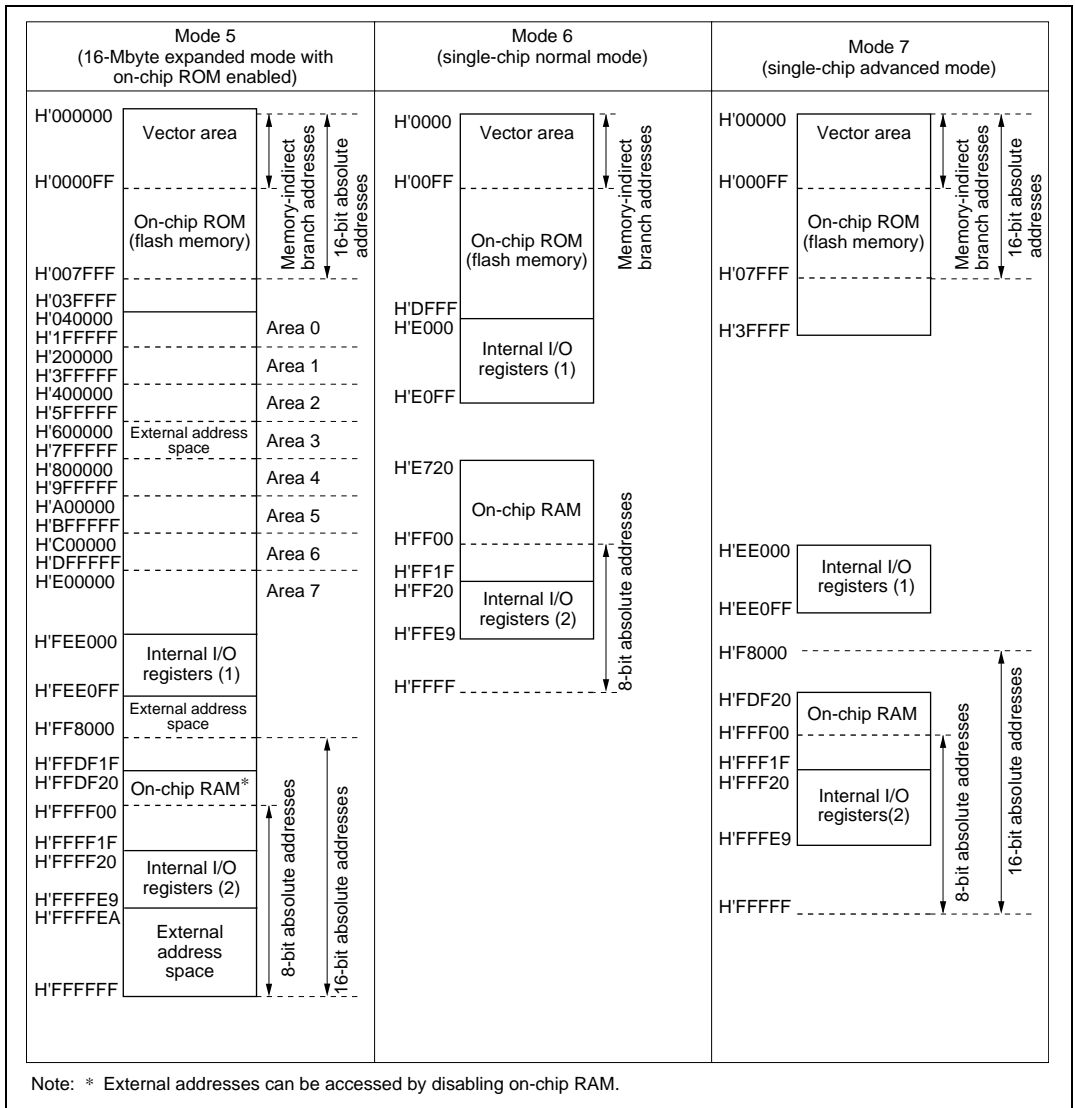 Mode 5
(16-Mbyte expanded mode with
on-chip ROM enabled)
H'000000
Vector area
H'0000FF
On-chip ROM
(flash memory)
H'007FFF
Memory-indirect
branch addresses
16-bit absolute
addresses
H'03FFFF
H'040000
Area 0
H'1FFFFF
H'200000
Area 1
H'3FFFFF
H'400000
Area 2
H'5FFFFF
H'600000
External address
space
Area 3
H'7FFFFF
H'800000
Area 4
H'9FFFFF
H'A00000
Area 5
H'BFFFFF
H'C00000
Area 6
H'DFFFFF
H'E00000
Area 7
H'FEE000
Internal I/O
registers (1)
H'FEE0FF
External address
space
H'FF8000
H'FFDF1F
H'FFDF20
On-chip RAM*
H'FFFF00
H'FFFF1F
H'FFFF20
Internal I/O
registers (2)
H'FFFFE9
H'FFFFEA
External
address
space
H'FFFFFF
8-bit absolute addresses
16-bit absolute addresses
Mode 6
(single-chip normal mode)
H'0000
Vector area
H'00FF
On-chip ROM
(flash memory)
Memory-indirect
branch addresses
H'DFFF
H'E000
Internal I/O
registers (1)
H'E0FF
H'E720
On-chip RAM
H'FF00
H'FF1F
H'FF20
Internal I/O
registers (2)
H'FFE9
H'FFFF
8-bit absolute addresses
Mode 7
(single-chip advanced mode)
H'00000
Vector area
H'000FF
On-chip ROM
(flash memory)
H'07FFF
Memory-indirect
branch addresses
16-bit absolute
addresses
H'3FFFF
H'EE000
Internal I/O
registers (1)
H'EE0FF
H'F8000
H'FDF20
On-chip RAM
H'FFF00
H'FFF1F
H'FFF20
Internal I/O
registers(2)
H'FFFE9
H'FFFFF
8-bit absolute addresses
16-bit absolute addresses
Note: * External addresses can be accessed by disabling on-chip RAM.